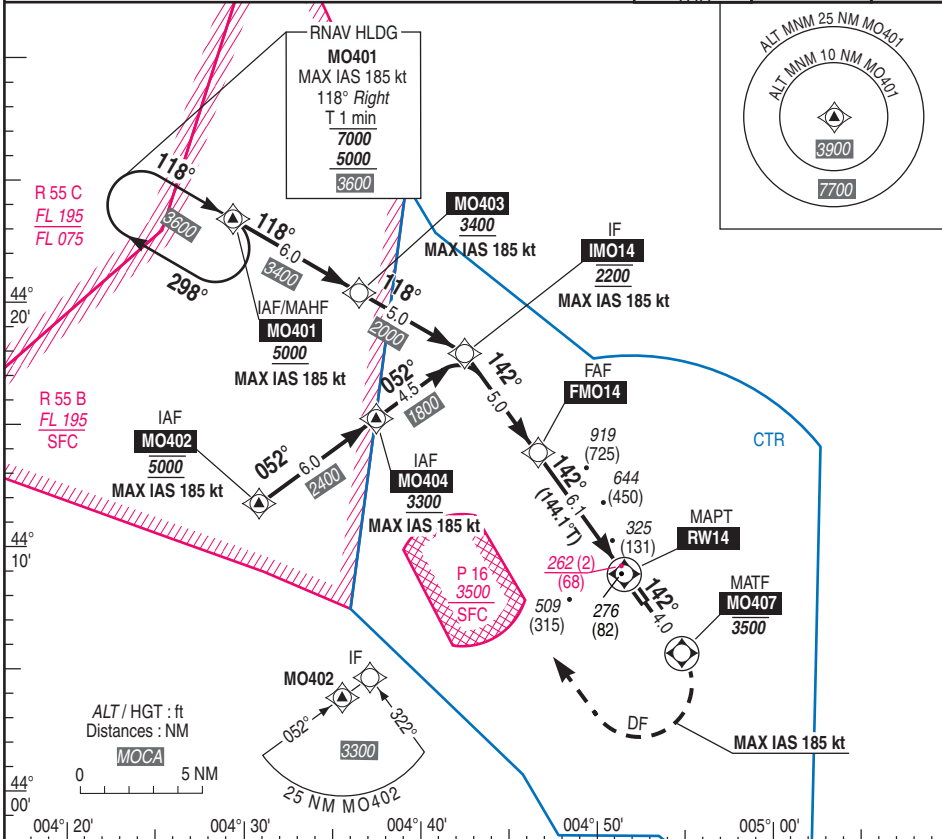 RNAV HLDG
MO401
MAX IAS 185 kt
118° Right
T 1 min
7000
5000
3600
ALT MNM 25 NM MO401
ALT MNM 10 NM MO401
3900
7700
R 55 C
FL 195
FL 075
118°
3600
298°
118°
6.0
3400
MO403
3400
MAX IAS 185 kt
IF
IMO14
2200
MAX IAS 185 kt
118°
5.0
2000
44°
20'
IAF/MAHF
MO401
5000
MAX IAS 185 kt
052°
4.5
1800
142°
5.0
FAF
FMO14
R 55 B
FL 195
SFC
IAF
MO402
5000
MAX IAS 185 kt
052°
6.0
2400
IAF
MO404
3300
MAX IAS 185 kt
CTR
919
(725)
644
(450)
142°
6.1
(144.1°T)
325
(131)
MAPT
RW14
44°
10'
P 16
3500
SFC
262 (2)
(68)
509
(315)
276
(82)
142°
4.0
MATF
MO407
3500
DF
MAX IAS 185 kt
IF
MO402
052°
322°
3300
25 NM MO402
ALT / HGT : ft
Distances : NM
MOCA
0 5 NM
44°
00'
004° 20' 004° 30' 004° 40' 004° 50' 005° 00'